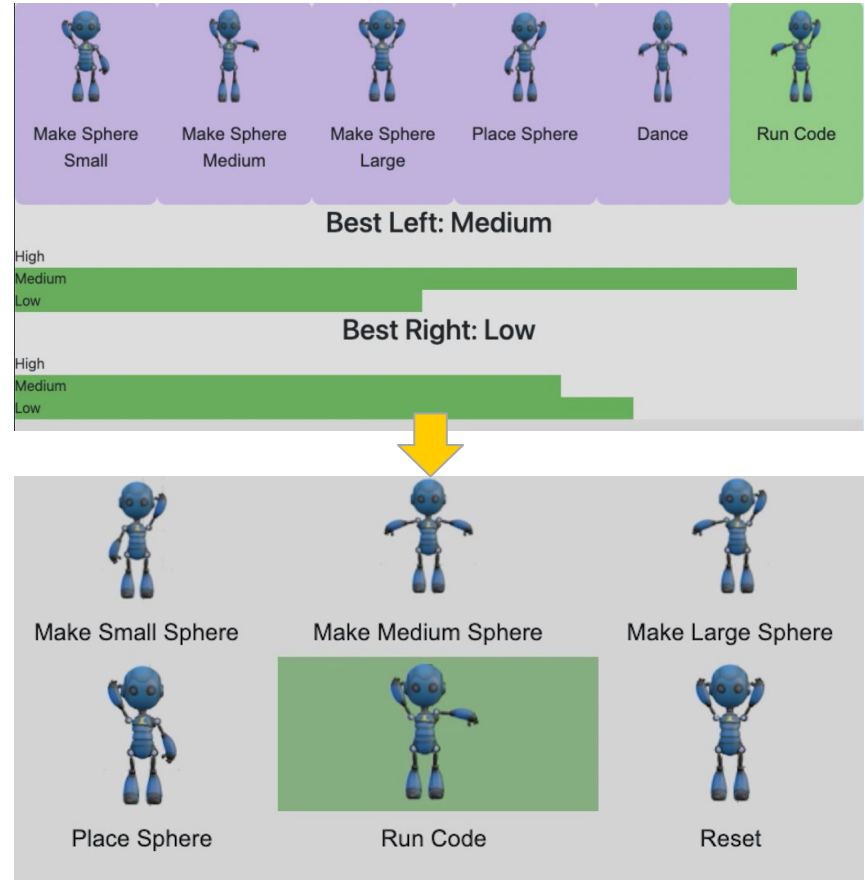 Make Sphere Small
Make Sphere Medium
Make Sphere Large
Place Sphere
Dance
Run Code
Best Left: Medium
High
Medium
Low
Best Right: Low
High
Medium
Low
Make Small Sphere
Make Medium Sphere
Make Large Sphere
Place Sphere
Run Code
Reset